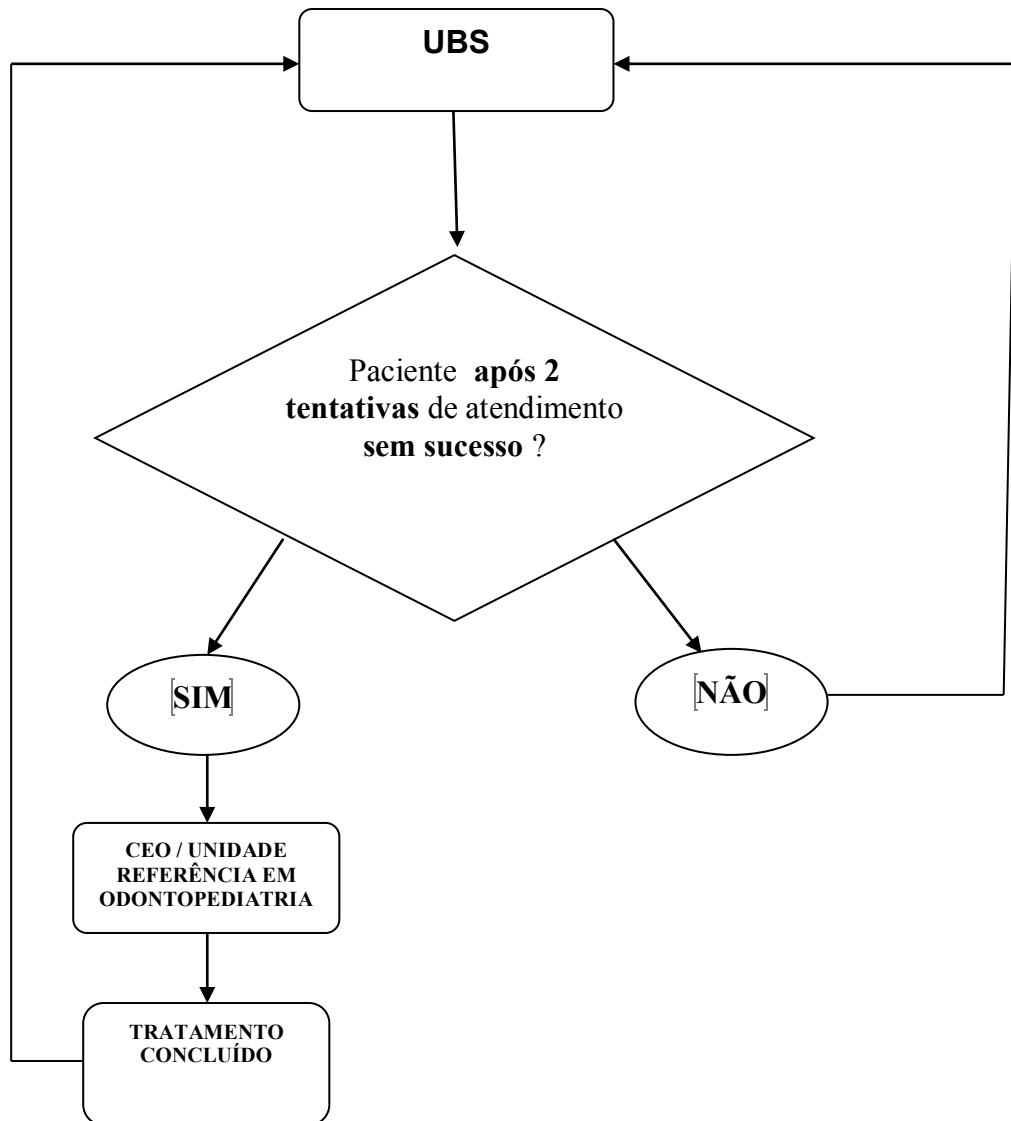 UBS
Paciente após 2
tentativas de atendimento
sem sucesso ?
[SIM]
[NÃO]
CEO / UNIDADE
REFERÊNCIA EM
ODONTOPEDIATRIA
TRATAMENTO
CONCLUÍDO